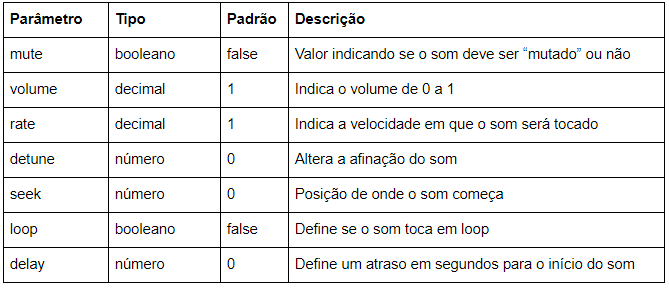 Parâmetro Tipo Padrão Descrição
mute booleano false Valor indicando se o som deve ser “mutado” ou não
volume decimal 1 Indica o volume de 0 a 1
rate decimal 1 Indica a velocidade em que o som será tocado
detune número 0 Altera a afinação do som
seek número 0 Posição de onde o som começa
loop booleano false Define se o som toca em loop
delay número 0 Define um atraso em segundos para o início do som